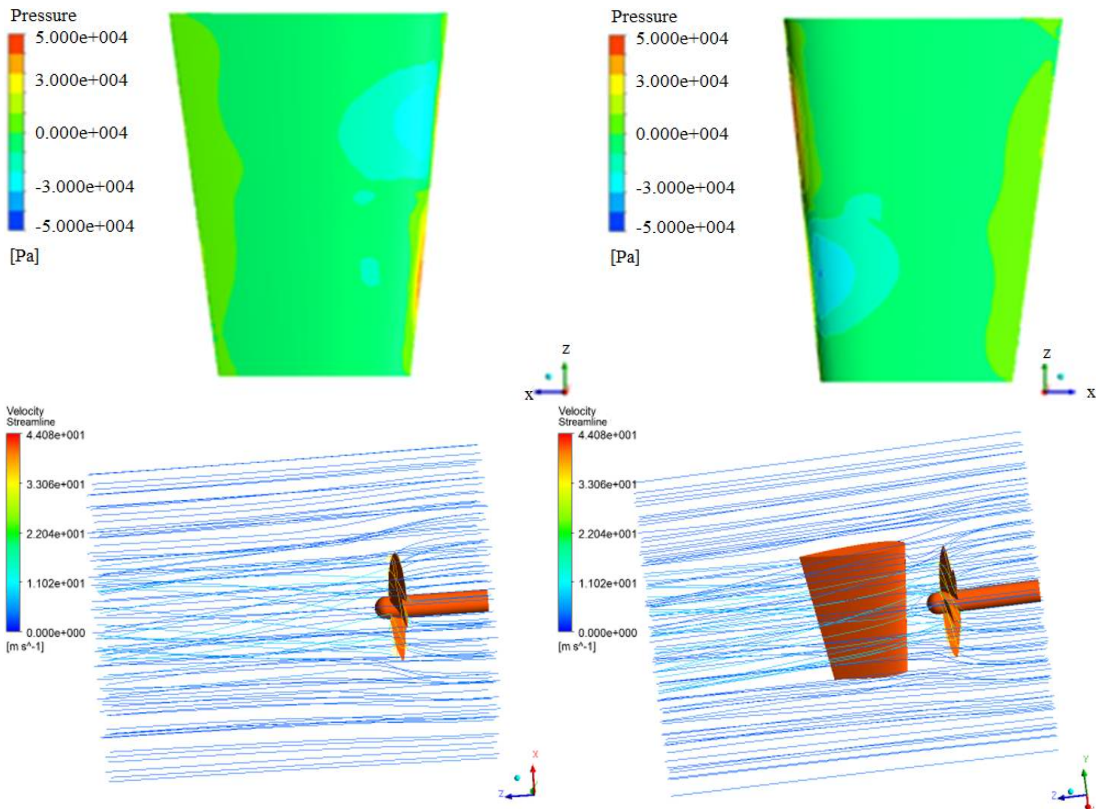 Pressure
5.000e+004
3.000e+004
0.000e+004
-3.000e+004
-5.000e+004
[Pa]
z
x
Pressure
5.000e+004
3.000e+004
0.000e+004
-3.000e+004
-5.000e+004
[Pa]
z
x
Velocity
Streamline
4.408e+001
3.306e+001
2.204e+001
1.102e+001
0.000e+000
[m s^-1]
X
Z
Velocity
Streamline
4.408e+001
3.306e+001
2.204e+001
1.102e+001
0.000e+000
[m s^-1]
Y
Z